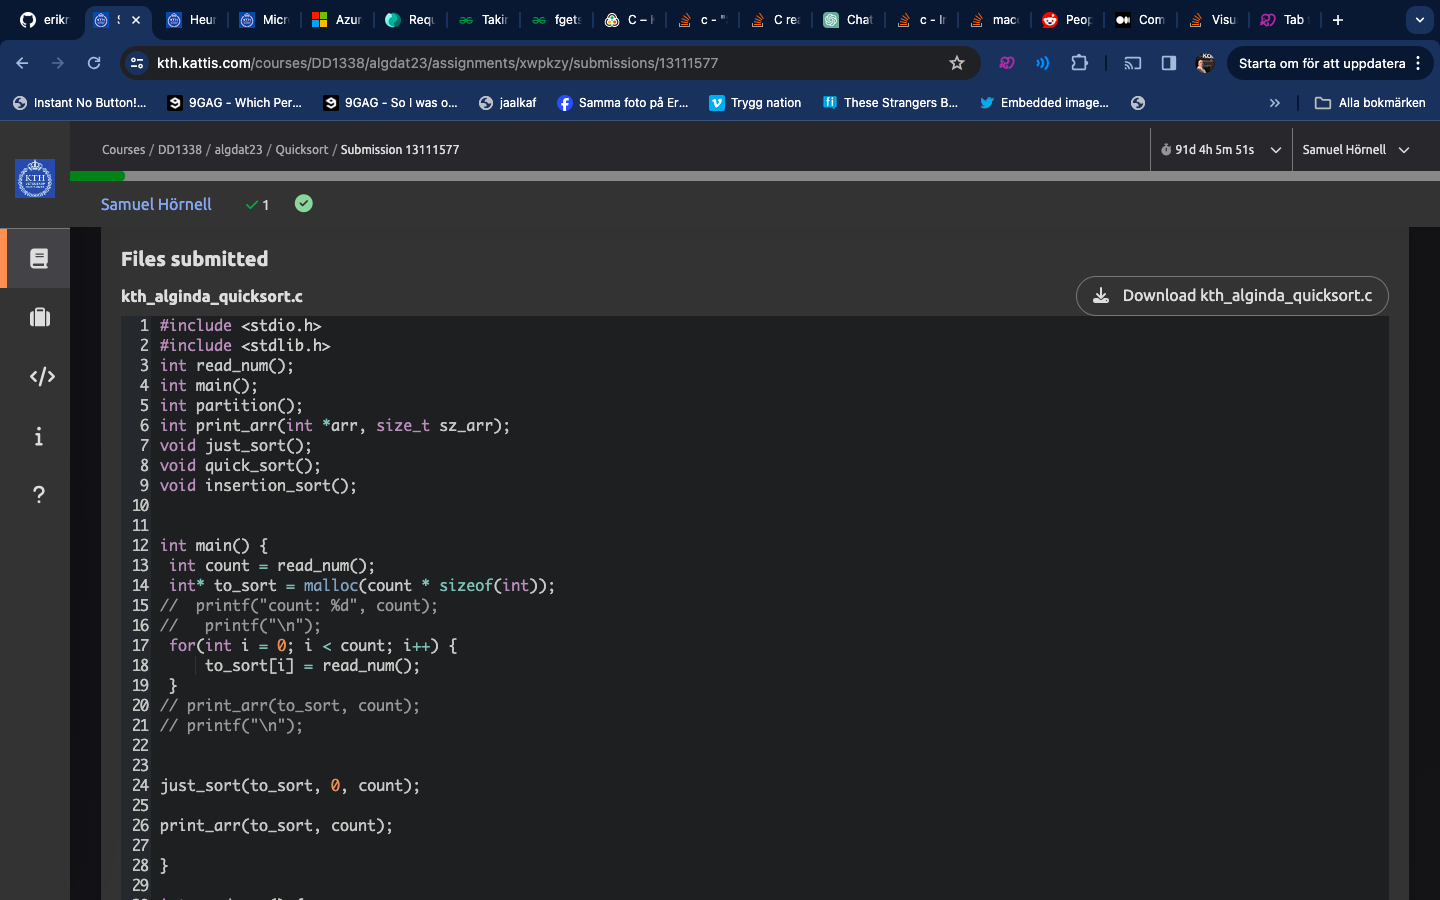 erikr
S
Heur
Micr
Azur
Requ
Takin
fgets
C – H
c - "
C rea
Chat
c - Ir
maco
Peop
Com
Visu
Tab
kth.kattis.com/courses/DD1338/algdat23/assignments/xwpkzy/submissions/13111577
Starta om för att uppdatera
Instant No Button!... 9GAG - Which Per... 9GAG - So I was o... jaalkaf Samma foto på Er... Trygg nation These Strangers B... Embedded image... » Alla bokmärken
KTH
Courses / DD1338 / algdat23 / Quicksort / Submission 13111577
91d 4h 5m 51s
Samuel Hörnell
Samuel Hörnell 1
Files submitted
kth_alginda_quicksort.c
Download kth_alginda_quicksort.c
1 #include <stdio.h>
2 #include <stdlib.h>
3 int read_num();
4 int main();
5 int partition();
6 int print_arr(int *arr, size_t sz_arr);
7 void just_sort();
8 void quick_sort();
9 void insertion_sort();
10
11
12 int main() {
13 int count = read_num();
14 int* to_sort = malloc(count * sizeof(int));
15 // printf("count: %d", count);
16 // printf("\n");
17 for(int i = 0; i < count; i++) {
18 to_sort[i] = read_num();
19 }
20 // print_arr(to_sort, count);
21 // printf("\n");
22
23
24 just_sort(to_sort, 0, count);
25
26 print_arr(to_sort, count);
27
28 }
29